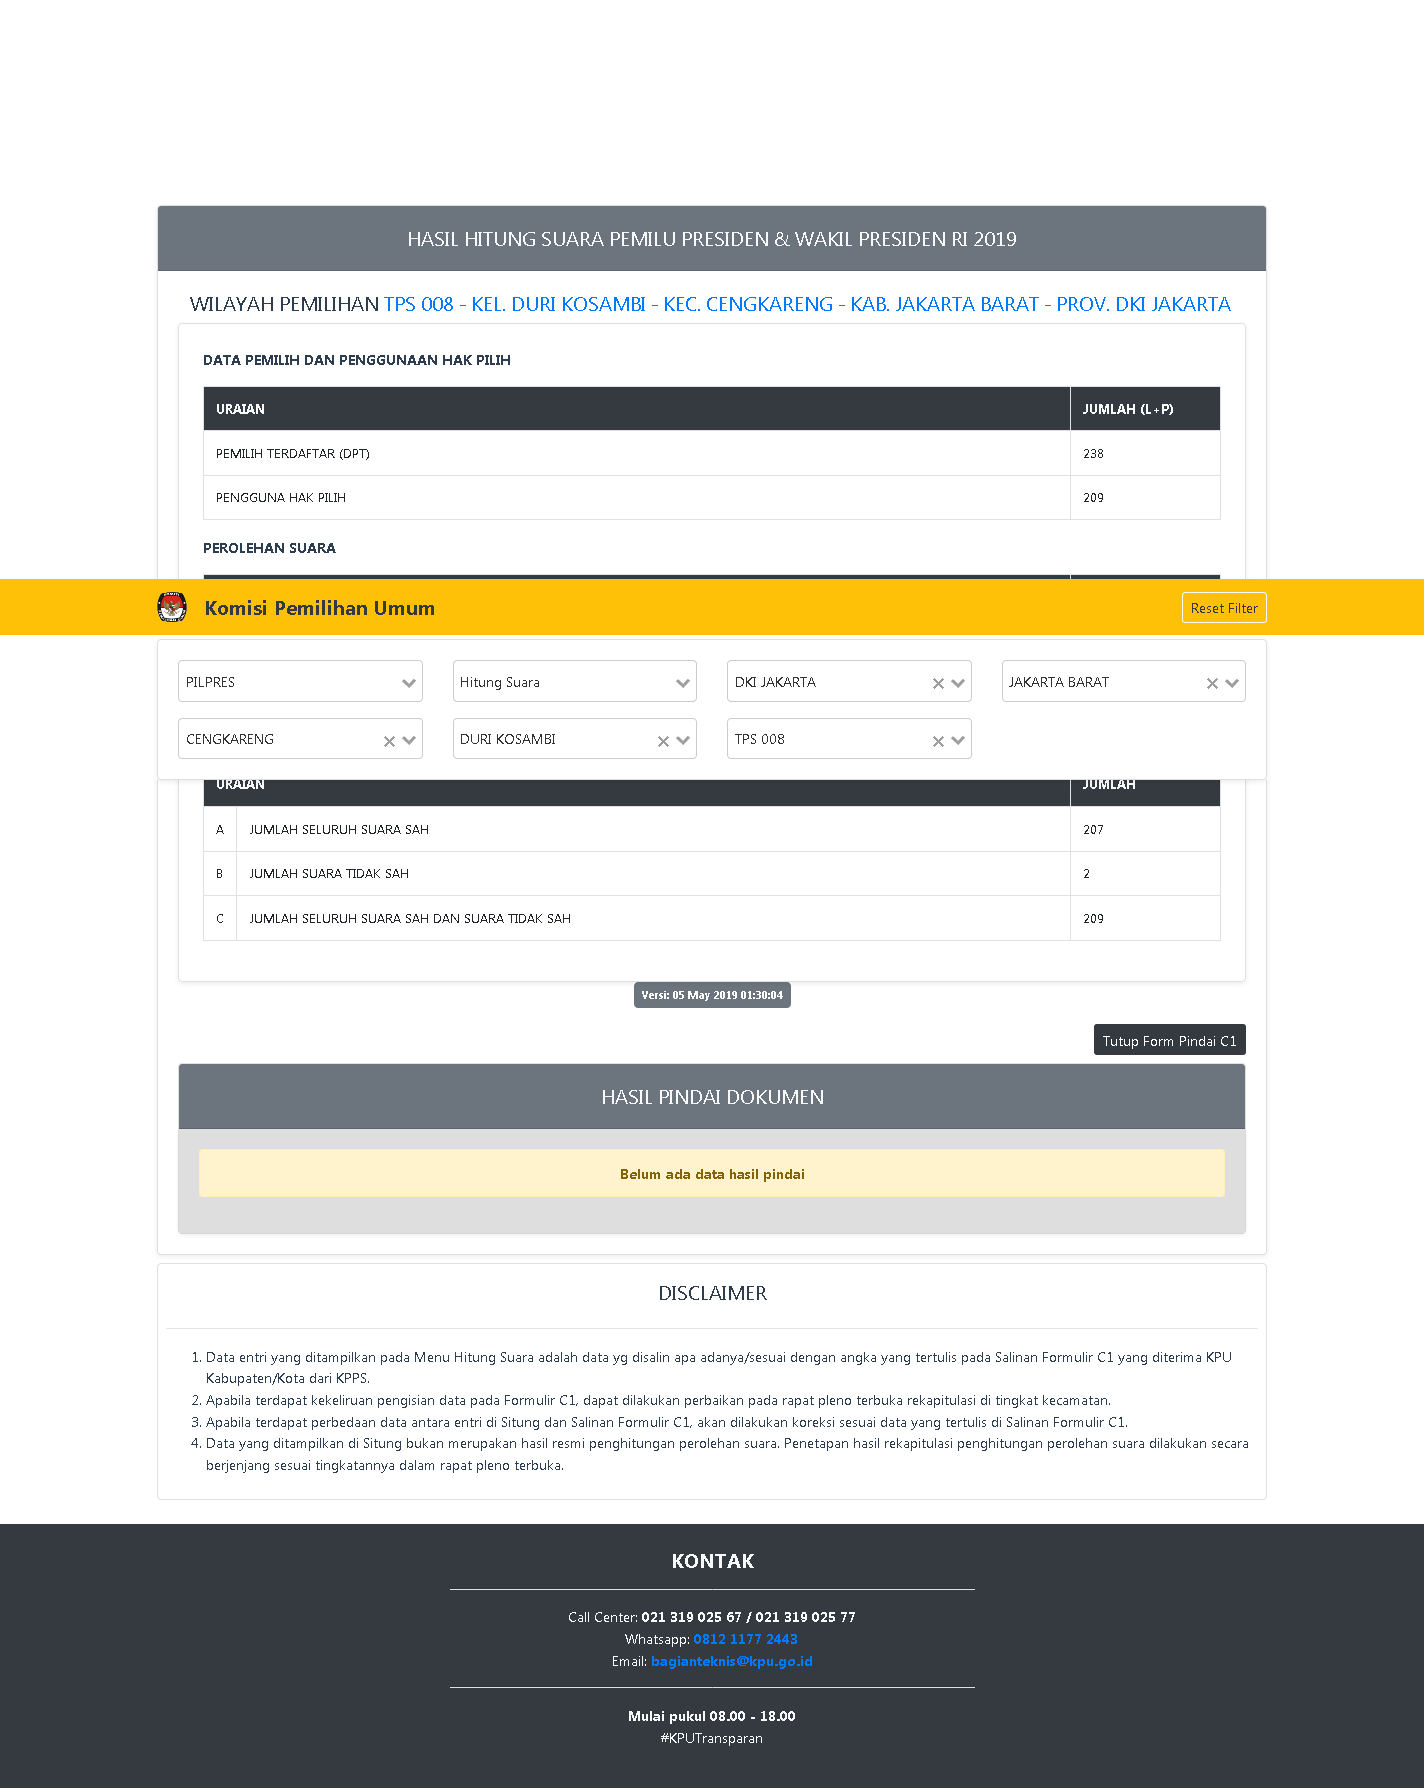 HASIL HITUNG SUARA PEMILU PRESIDEN & WAKIL PRESIDEN RI 2019
WILAYAH PEMILIHAN TPS 008 - KEL. DURI KOSAMBI - KEC. CENGKARENG - KAB. JAKARTA BARAT - PROV. DKI JAKARTA
DATA PEMILIH DAN PENGGUNAAN HAK PILIH
URAIAN JUMLAH (L+P)
PEMILIH TERDAFTAR (DPT) 238
PENGGUNA HAK PILIH 209
PEROLEHAN SUARA
Komisi Pemilihan Umum Reset Filter
PILPRES Hitung Suara DKI JAKARTA JAKARTA BARAT
CENGKARENG DURI KOSAMBI TPS 008
URAIAN JUMLAH
A JUMLAH SELURUH SUARA SAH 207
B JUMLAH SUARA TIDAK SAH 2
C JUMLAH SELURUH SUARA SAH DAN SUARA TIDAK SAH 209
Versi: 05 May 2019 01:30:04
Tutup Form Pindai C1
HASIL PINDAI DOKUMEN
Belum ada data hasil pindai
DISCLAIMER
1. Data entri yang ditampilkan pada Menu Hitung Suara adalah data yg disalin apa adanya/sesuai dengan angka yang tertulis pada Salinan Formulir C1 yang diterima KPU
Kabupaten/Kota dari KPPS.
2. Apabila terdapat kekeliruan pengisian data pada Formulir C1, dapat dilakukan perbaikan pada rapat pleno terbuka rekapitulasi di tingkat kecamatan.
3. Apabila terdapat perbedaan data antara entri di Situng dan Salinan Formulir C1, akan dilakukan koreksi sesuai data yang tertulis di Salinan Formulir C1.
4. Data yang ditampilkan di Situng bukan merupakan hasil resmi penghitungan perolehan suara. Penetapan hasil rekapitulasi penghitungan perolehan suara dilakukan secara
berjenjang sesuai tingkatannya dalam rapat pleno terbuka.
KONTAK
Call Center: 021 319 025 67 / 021 319 025 77
Whatsapp: 0812 1177 2443
Email: bagianteknis@kpu.go.id
Mulai pukul 08.00 - 18.00
#KPUTransparan